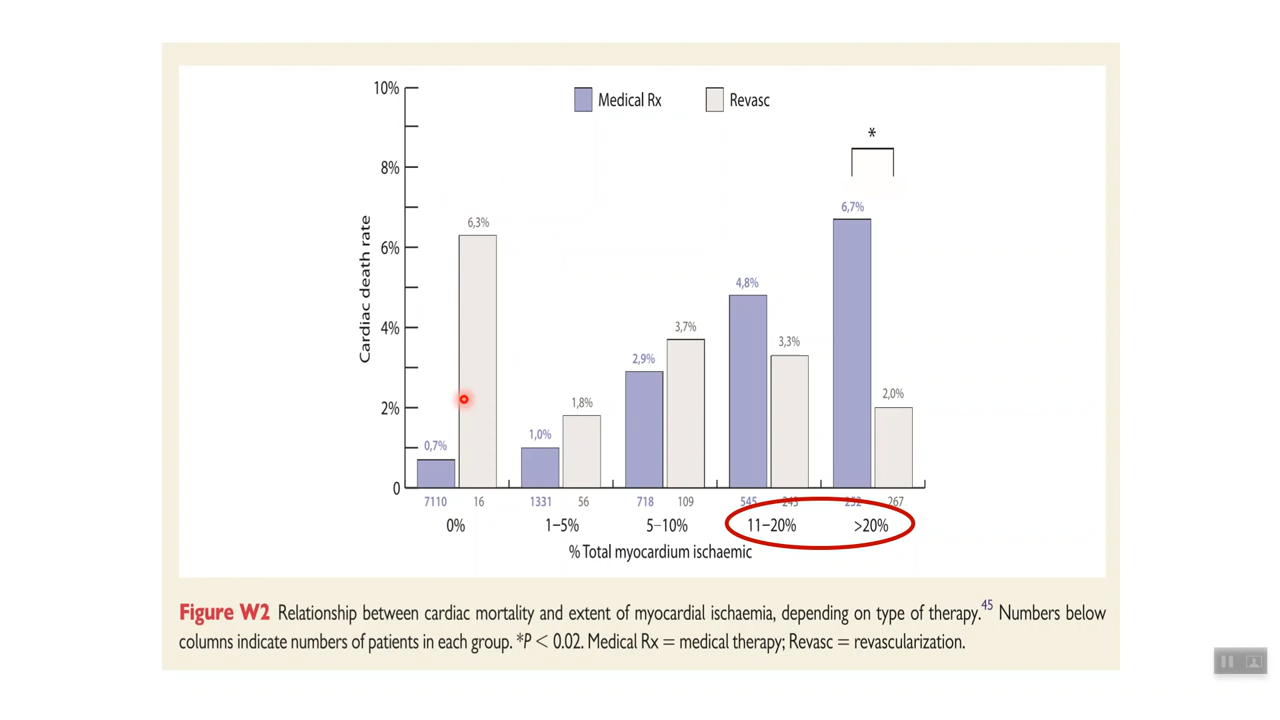 10%
Medical Rx
Revasc
*
8%
6,7%
6,3%
6%
4,8%
4%
3,7%
3,3%
2,9%
2%
2,0%
1,8%
1,0%
0,7%
0
Cardiac death rate
7110 16 1331 56 718 109 545 243 252 267
0% 1–5% 5–10% 11–20% >20%
% Total myocardium ischaemic
Figure W2 Relationship between cardiac mortality and extent of myocardial ischaemia, depending on type of therapy.45 Numbers below
columns indicate numbers of patients in each group. *P < 0.02. Medical Rx = medical therapy; Revasc = revascularization.